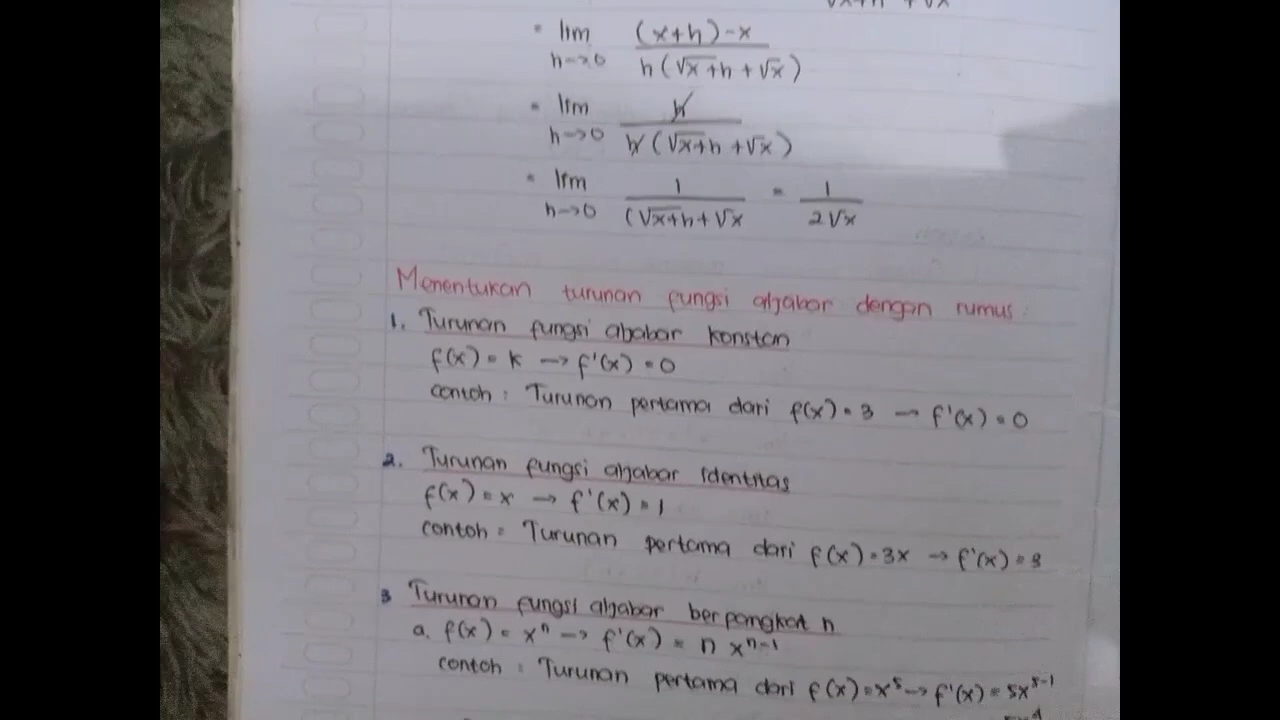 √x+h + √x
= lim (x+h)-x
h→0 h(√x+h + √x)
= lim h
h→0 h(√x+h + √x)
= lim 1 = 1
h→0 (√x+h + √x 2√x
Menentukan turunan fungsi aljabar dengan rumus:
1. Turunan fungsi aljabar konstan
f(x) = k → f'(x) = 0
contoh : Turunan pertama dari f(x) = 3 → f'(x) = 0
2. Turunan fungsi aljabar identitas
f(x) = x → f'(x) = 1
contoh = Turunan pertama dari f(x) = 3x → f'(x) = 3
3 Turunan fungsi aljabar berpangkat n
a. f(x) = xⁿ → f'(x) = n xⁿ⁻¹
contoh : Turunan pertama dari f(x) = x⁵ → f'(x) = 5x⁵⁻¹